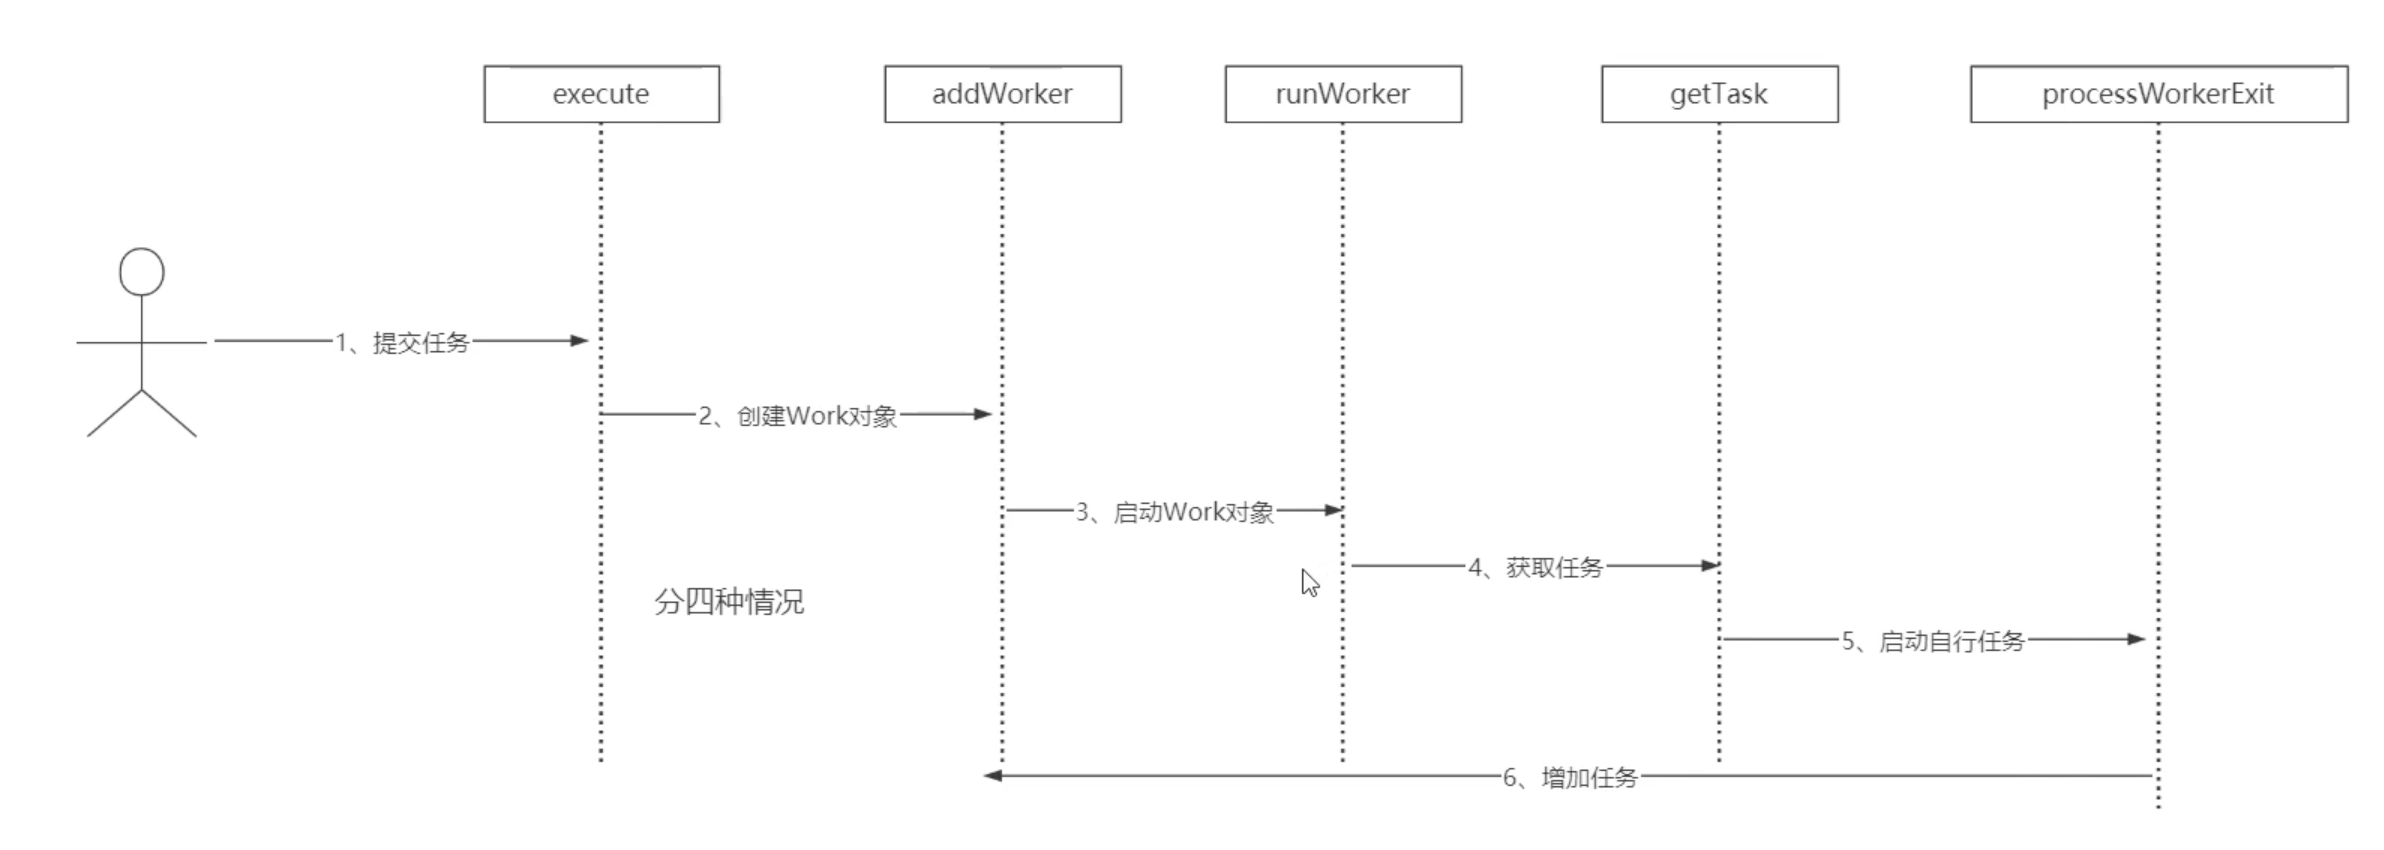 execute
addWorker
runWorker
getTask
processWorkerExit
1、提交任务
2、创建Work对象
3、启动Work对象
4、获取任务
分四种情况
5、启动自行任务
6、增加任务